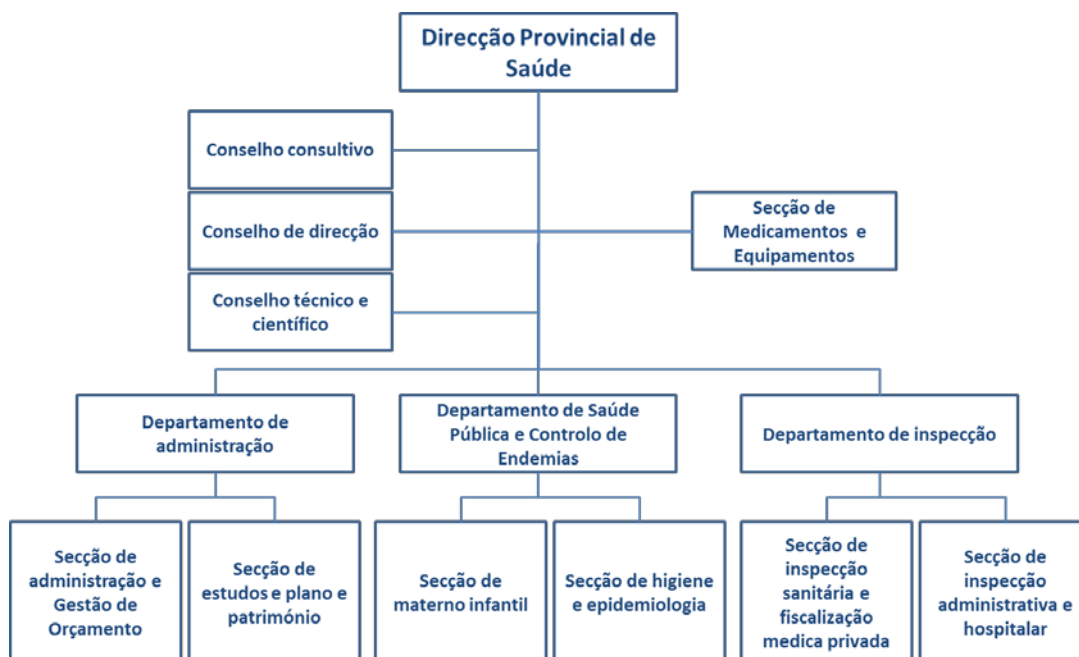 Direcção Provincial de
Saúde
Conselho consultivo
Conselho de direcção
Secção de
Medicamentos e
Equipamentos
Conselho técnico e
científico
Departamento de
administração
Departamento de Saúde
Pública e Controlo de
Endemias
Departamento de inspecção
Secção de
administração e
Gestão de
Orçamento
Secção de
estudos e plano e
património
Secção de
materno infantil
Secção de higiene
e epidemiologia
Secção de
inspecção
sanitária e
fiscalização
medica privada
Secção de
inspecção
administrativa e
hospitalar